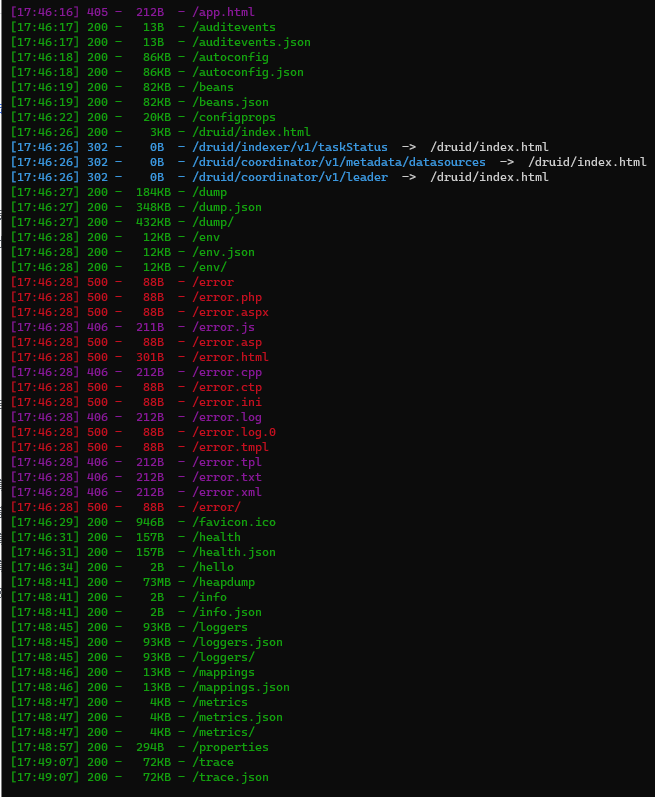 [17:46:16] 405 -  212B  - /app.html
[17:46:17] 200 -   13B  - /auditevents
[17:46:17] 200 -   13B  - /auditevents.json
[17:46:18] 200 -   86KB - /autoconfig
[17:46:18] 200 -   86KB - /autoconfig.json
[17:46:19] 200 -   82KB - /beans
[17:46:19] 200 -   82KB - /beans.json
[17:46:22] 200 -   20KB - /configprops
[17:46:26] 200 -    3KB - /druid/index.html
[17:46:26] 302 -    0B  - /druid/indexer/v1/taskStatus  ->  /druid/index.html
[17:46:26] 302 -    0B  - /druid/coordinator/v1/metadata/datasources  ->  /druid/index.html
[17:46:26] 302 -    0B  - /druid/coordinator/v1/leader  ->  /druid/index.html
[17:46:27] 200 -  184KB - /dump
[17:46:27] 200 -  348KB - /dump.json
[17:46:27] 200 -  432KB - /dump/
[17:46:28] 200 -   12KB - /env
[17:46:28] 200 -   12KB - /env.json
[17:46:28] 200 -   12KB - /env/
[17:46:28] 500 -   88B  - /error
[17:46:28] 500 -   88B  - /error.php
[17:46:28] 500 -   88B  - /error.aspx
[17:46:28] 406 -  211B  - /error.js
[17:46:28] 500 -   88B  - /error.asp
[17:46:28] 500 -  301B  - /error.html
[17:46:28] 406 -  212B  - /error.cpp
[17:46:28] 500 -   88B  - /error.ctp
[17:46:28] 500 -   88B  - /error.ini
[17:46:28] 406 -  212B  - /error.log
[17:46:28] 500 -   88B  - /error.log.0
[17:46:28] 500 -   88B  - /error.tmpl
[17:46:28] 406 -  212B  - /error.tpl
[17:46:28] 406 -  212B  - /error.txt
[17:46:28] 406 -  212B  - /error.xml
[17:46:28] 500 -   88B  - /error/
[17:46:29] 200 -  946B  - /favicon.ico
[17:46:31] 200 -  157B  - /health
[17:46:31] 200 -  157B  - /health.json
[17:46:34] 200 -    2B  - /hello
[17:48:41] 200 -   73MB - /heapdump
[17:48:41] 200 -    2B  - /info
[17:48:41] 200 -    2B  - /info.json
[17:48:45] 200 -   93KB - /loggers
[17:48:45] 200 -   93KB - /loggers.json
[17:48:45] 200 -   93KB - /loggers/
[17:48:46] 200 -   13KB - /mappings
[17:48:46] 200 -   13KB - /mappings.json
[17:48:47] 200 -    4KB - /metrics
[17:48:47] 200 -    4KB - /metrics.json
[17:48:47] 200 -    4KB - /metrics/
[17:48:57] 200 -  294B  - /properties
[17:49:07] 200 -   72KB - /trace
[17:49:07] 200 -   72KB - /trace.json